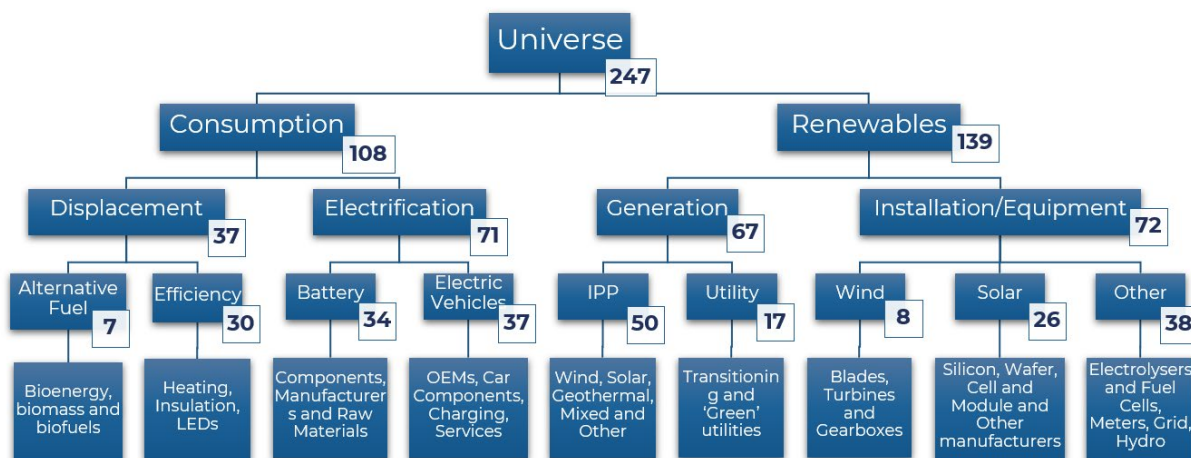 Universe
247
Consumption
108
Renewables
139
Displacement
37
Electrification
71
Generation
67
Installation/Equipment
72
Alternative
Fuel
7
Efficiency
30
Battery
34
Electric
Vehicles
37
IPP
50
Utility
17
Wind
8
Solar
26
Other
38
Bioenergy,
biomass and
biofuels
Heating,
Insulation,
LEDs
Components,
Manufacturer
s and Raw
Materials
OEMs, Car
Components,
Charging,
Services
Wind, Solar,
Geothermal,
Mixed and
Other
Transitionin
g and ‘Green’
utilities
Blades,
Turbines
and
Gearboxes
Silicon, Wafer,
Cell and
Module and
Other
manufacturers
Electrolysers
and Fuel
Cells,
Meters, Grid,
Hydro